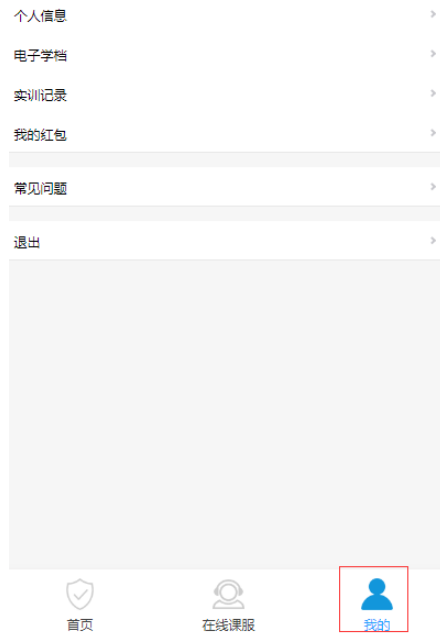 个人信息
电子学档
实训记录
我的红包
常见问题
退出
首页
在线课服
我的